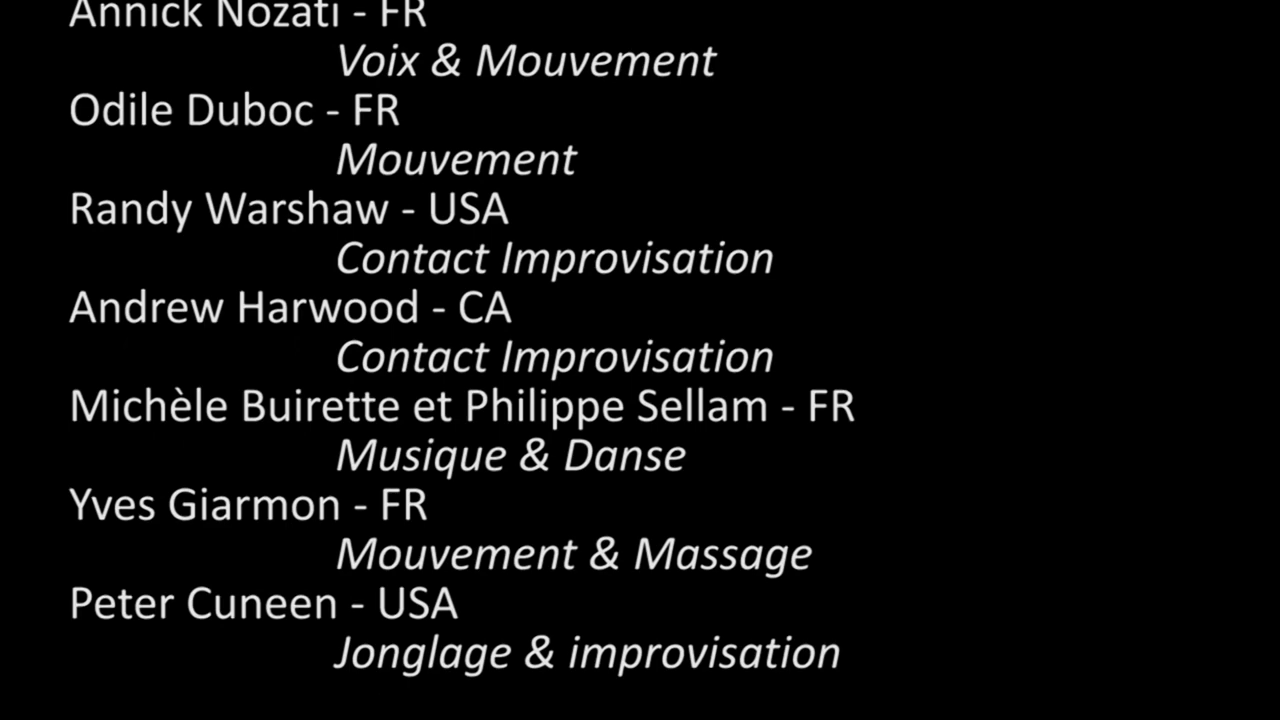 Annick Nozati - FR
Voix & Mouvement
Odile Duboc - FR
Mouvement
Randy Warshaw - USA
Contact Improvisation
Andrew Harwood - CA
Contact Improvisation
Michèle Buirette et Philippe Sellam - FR
Musique & Danse
Yves Giarmon - FR
Mouvement & Massage
Peter Cuneen - USA
Jonglage & improvisation